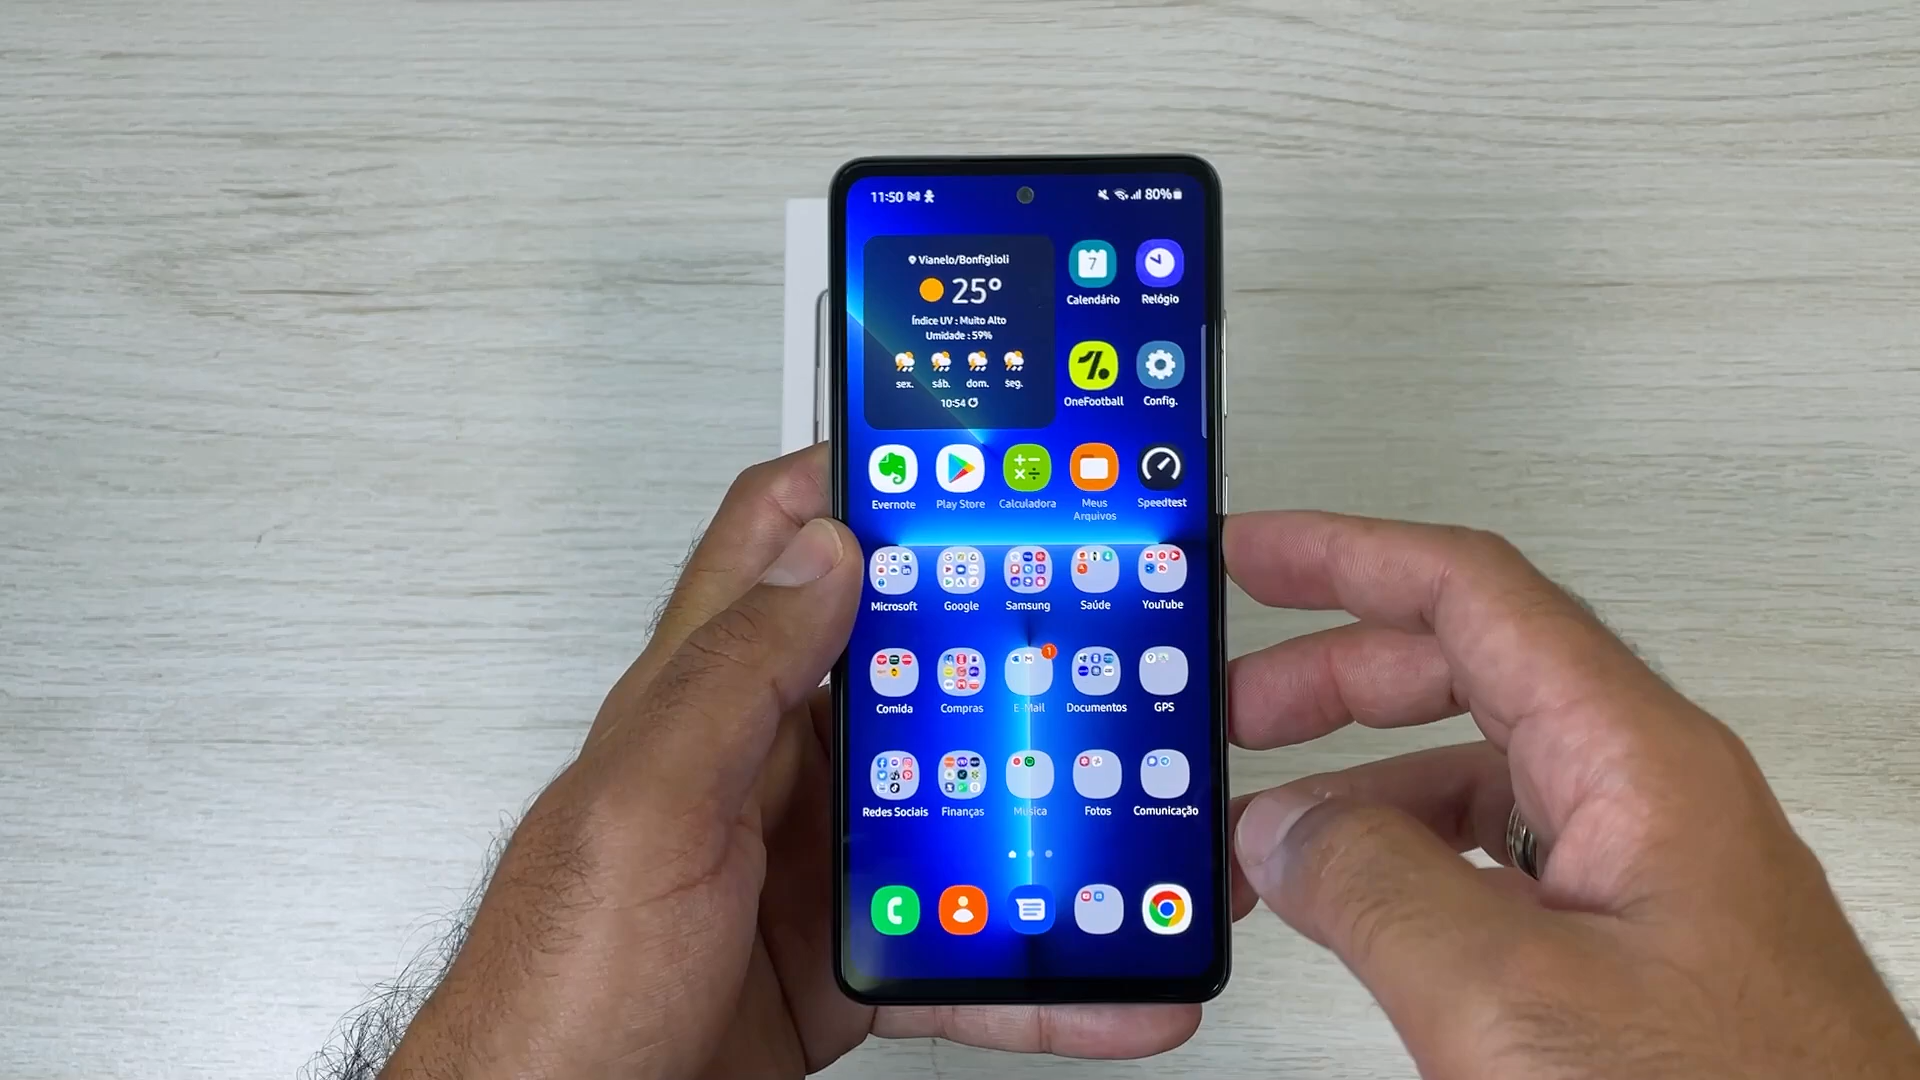 11:50
80%
Vianelo/Bonfiglioli
25°
Índice UV : Muito Alto
Umidade : 59%
sex. sáb. dom. seg.
10:54
7
Calendário Relógio
OneFootball Config.
Evernote Play Store Calculadora Meus Arquivos Speedtest
Microsoft Google Samsung Saúde YouTube
1
Comida Compras E-Mail Documentos GPS
Redes Sociais Finanças Música Fotos Comunicação